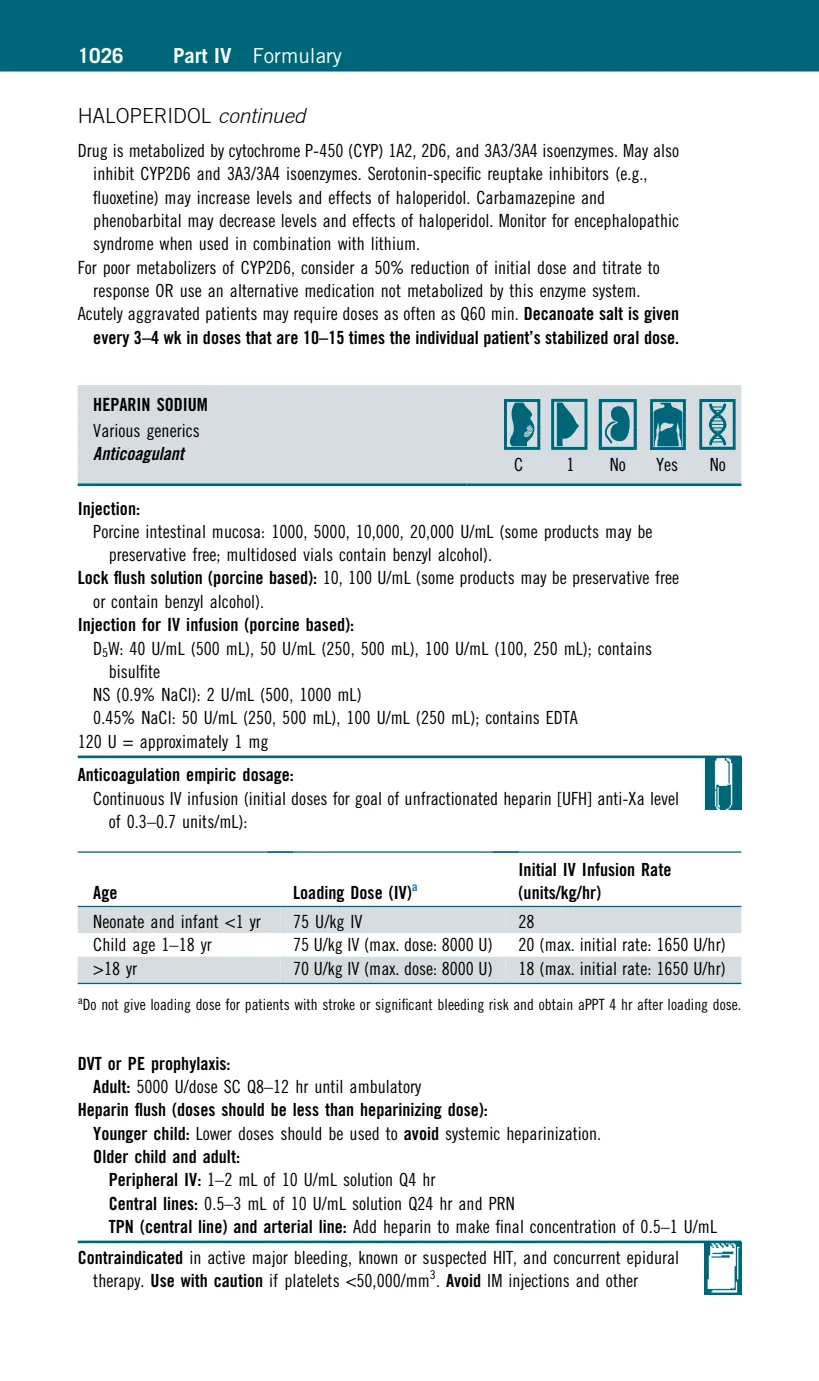 1026 Part IV Formulary
HALOPERIDOL continued
Drug is metabolized by cytochrome P-450 (CYP) 1A2, 2D6, and 3A3/3A4 isoenzymes. May also
inhibit CYP2D6 and 3A3/3A4 isoenzymes. Serotonin-specific reuptake inhibitors (e.g.,
fluoxetine) may increase levels and effects of haloperidol. Carbamazepine and
phenobarbital may decrease levels and effects of haloperidol. Monitor for encephalopathic
syndrome when used in combination with lithium.
For poor metabolizers of CYP2D6, consider a 50% reduction of initial dose and titrate to
response OR use an alternative medication not metabolized by this enzyme system.
Acutely aggravated patients may require doses as often as Q60 min. Decanoate salt is given
every 3–4 wk in doses that are 10–15 times the individual patient's stabilized oral dose.
HEPARIN SODIUM
Various generics
Anticoagulant
C 1 No Yes No
Injection:
Porcine intestinal mucosa: 1000, 5000, 10,000, 20,000 U/mL (some products may be
preservative free; multidosed vials contain benzyl alcohol).
Lock flush solution (porcine based): 10, 100 U/mL (some products may be preservative free
or contain benzyl alcohol).
Injection for IV infusion (porcine based):
D5W: 40 U/mL (500 mL), 50 U/mL (250, 500 mL), 100 U/mL (100, 250 mL); contains
bisulfite
NS (0.9% NaCl): 2 U/mL (500, 1000 mL)
0.45% NaCl: 50 U/mL (250, 500 mL), 100 U/mL (250 mL); contains EDTA
120 U = approximately 1 mg
Anticoagulation empiric dosage:
Continuous IV infusion (initial doses for goal of unfractionated heparin [UFH] anti-Xa level
of 0.3–0.7 units/mL):
Age Loading Dose (IV)a Initial IV Infusion Rate
(units/kg/hr)
Neonate and infant <1 yr 75 U/kg IV 28
Child age 1–18 yr 75 U/kg IV (max. dose: 8000 U) 20 (max. initial rate: 1650 U/hr)
>18 yr 70 U/kg IV (max. dose: 8000 U) 18 (max. initial rate: 1650 U/hr)
aDo not give loading dose for patients with stroke or significant bleeding risk and obtain aPPT 4 hr after loading dose.
DVT or PE prophylaxis:
Adult: 5000 U/dose SC Q8–12 hr until ambulatory
Heparin flush (doses should be less than heparinizing dose):
Younger child: Lower doses should be used to avoid systemic heparinization.
Older child and adult:
Peripheral IV: 1–2 mL of 10 U/mL solution Q4 hr
Central lines: 0.5–3 mL of 10 U/mL solution Q24 hr and PRN
TPN (central line) and arterial line: Add heparin to make final concentration of 0.5–1 U/mL
Contraindicated in active major bleeding, known or suspected HIT, and concurrent epidural
therapy. Use with caution if platelets <50,000/mm3. Avoid IM injections and other